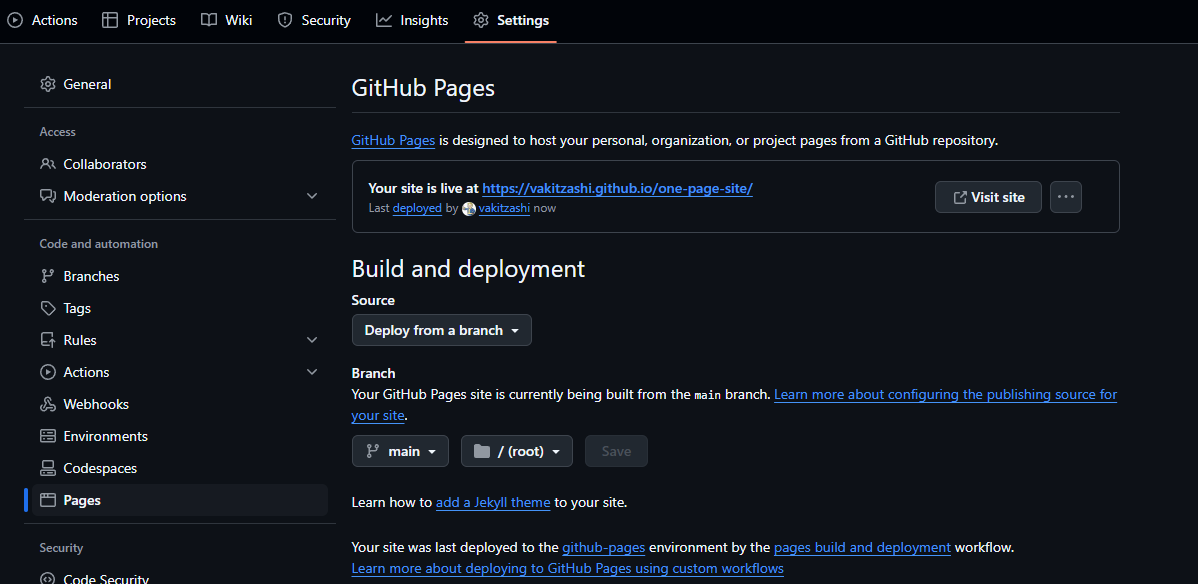 Actions Projects Wiki Security Insights Settings
General
Access
Collaborators
Moderation options
Code and automation
Branches
Tags
Rules
Actions
Webhooks
Environments
Codespaces
Pages
Security
Code Security
GitHub Pages
GitHub Pages is designed to host your personal, organization, or project pages from a GitHub repository.
Your site is live at https://vakitzashi.github.io/one-page-site/
Last deployed by vakitzashi now
Visit site
Build and deployment
Source
Deploy from a branch
Branch
Your GitHub Pages site is currently being built from the main branch. Learn more about configuring the publishing source for
your site.
main / (root) Save
Learn how to add a Jekyll theme to your site.
Your site was last deployed to the github-pages environment by the pages build and deployment workflow.
Learn more about deploying to GitHub Pages using custom workflows